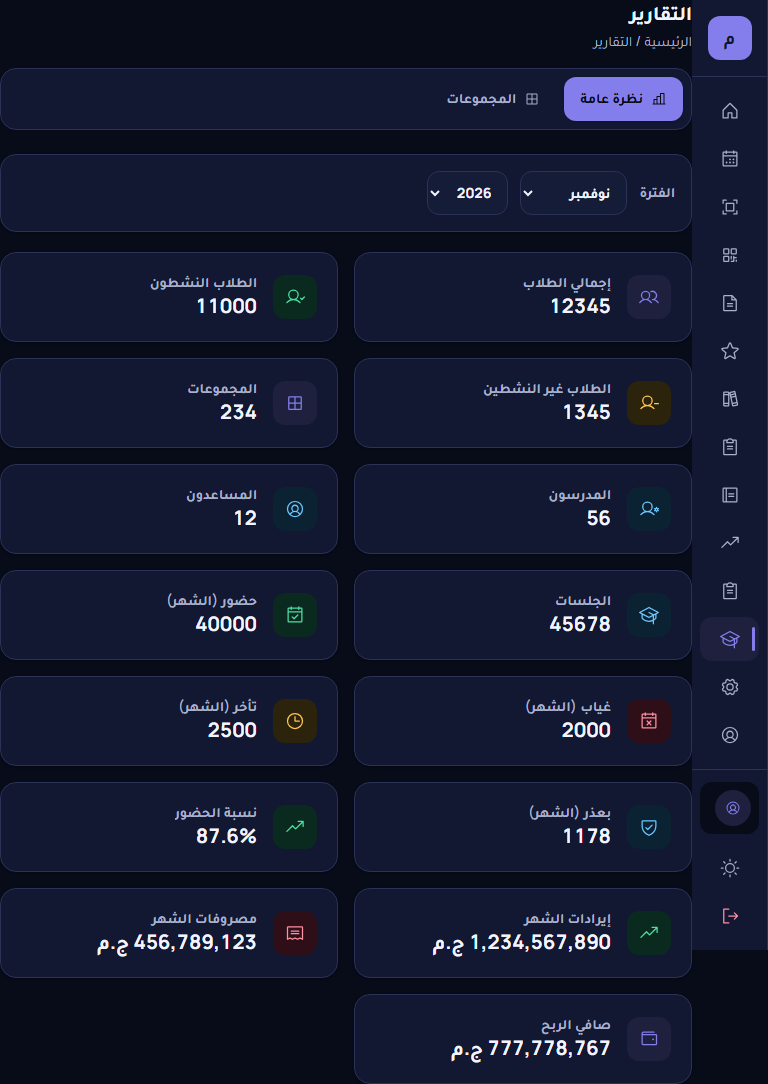 م
التقارير
الرئيسية / التقارير
نظرة عامة
المجموعات
الفترة
نوفمبر
2026
إجمالي الطلاب
12345
الطلاب النشطون
11000
الطلاب غير النشطين
1345
المجموعات
234
المدرسون
56
المساعدون
12
الجلسات
45678
حضور (الشهر)
40000
غياب (الشهر)
2000
تأخر (الشهر)
2500
بعذر (الشهر)
1178
نسبة الحضور
87.6%
إيرادات الشهر
1,234,567,890 ج.م
مصروفات الشهر
456,789,123 ج.م
صافي الربح
777,778,767 ج.م